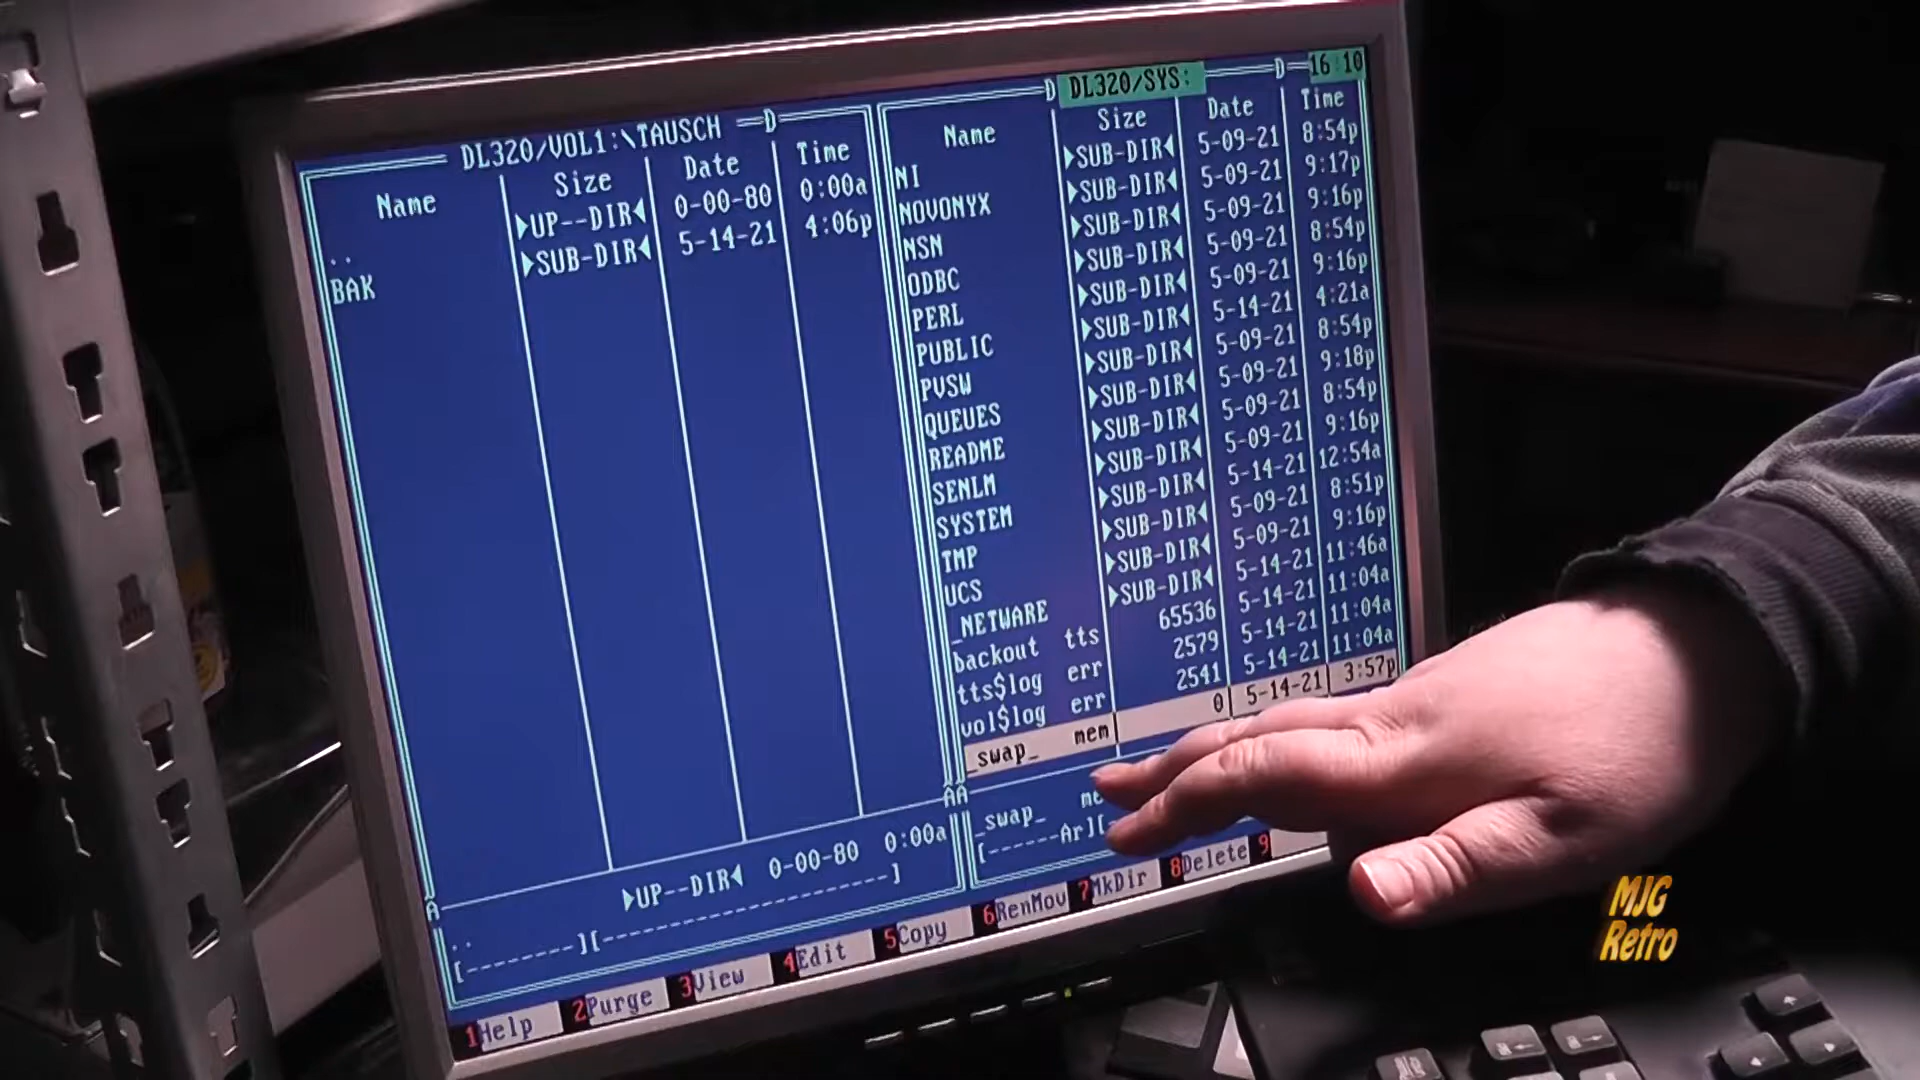 DL320/VOL1:\TAUSCH
Name Size Date Time
.. ►UP--DIR◄ 0-00-80 0:00a
BAK ►SUB-DIR◄ 5-14-21 4:06p
.. ►UP--DIR◄ 0-00-80 0:00a
[--------][--------------------]
DL320/SYS: 16:10
Name Size Date Time
NI ►SUB-DIR◄ 5-09-21 8:54p
NOVONYX ►SUB-DIR◄ 5-09-21 9:17p
NSN ►SUB-DIR◄ 5-09-21 9:16p
ODBC ►SUB-DIR◄ 5-09-21 8:54p
PERL ►SUB-DIR◄ 5-09-21 9:16p
PUBLIC ►SUB-DIR◄ 5-14-21 4:21a
PVSW ►SUB-DIR◄ 5-09-21 8:54p
QUEUES ►SUB-DIR◄ 5-09-21 9:18p
README ►SUB-DIR◄ 5-09-21 8:54p
SENLM ►SUB-DIR◄ 5-09-21 9:16p
SYSTEM ►SUB-DIR◄ 5-14-21 12:54a
TMP ►SUB-DIR◄ 5-09-21 8:51p
UCS ►SUB-DIR◄ 5-09-21 9:16p
_NETWARE ►SUB-DIR◄ 5-14-21 11:46a
backout tts 65536 5-14-21 11:04a
tts$log err 2579 5-14-21 11:04a
vol$log err 2541 5-14-21 11:04a
_swap_ mem 0 5-14-21 3:57p
_swap_
[------Ar][-
1Help 2Purge 3View 4Edit 5Copy 6RenMov 7MkDir 8Delete 9
MJG
Retro